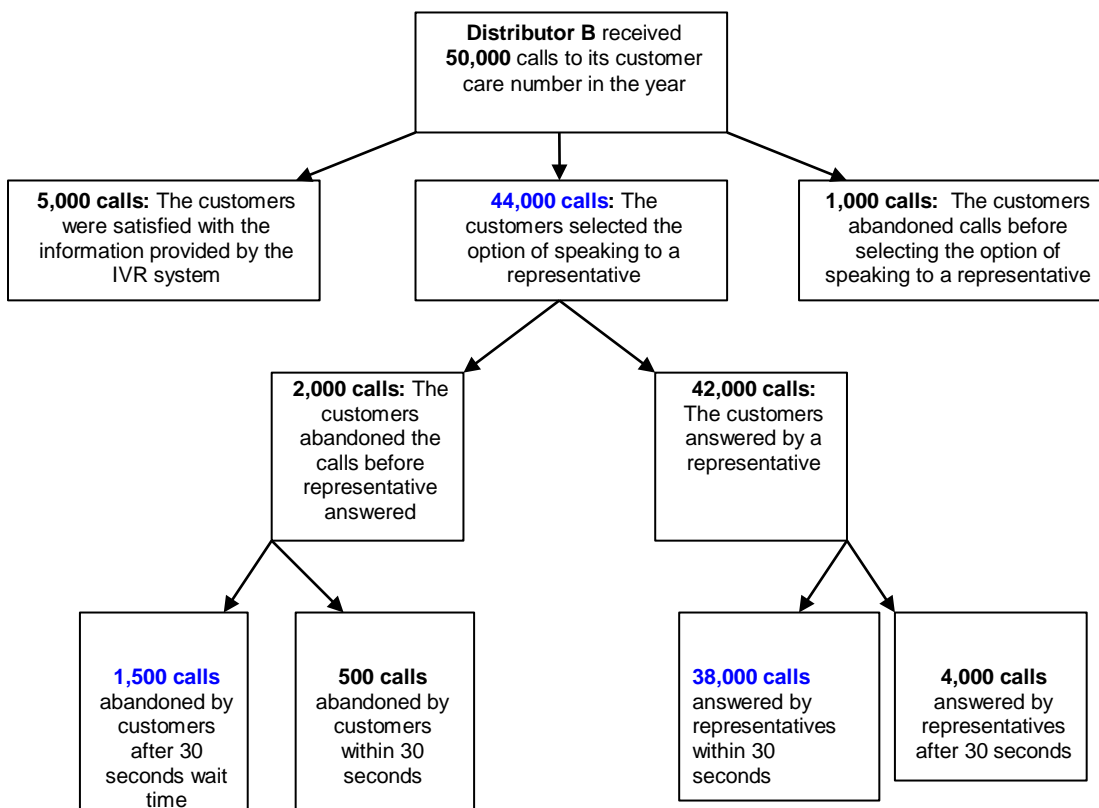 Distributor B received
50,000 calls to its customer
care number in the year
5,000 calls: The customers
were satisfied with the
information provided by the
IVR system
44,000 calls: The
customers selected the
option of speaking to a
representative
1,000 calls: The customers
abandoned calls before
selecting the option of
speaking to a representative
2,000 calls: The
customers
abandoned the
calls before
representative
answered
42,000 calls:
The customers
answered by a
representative
1,500 calls
abandoned by
customers
after 30
seconds wait
time
500 calls
abandoned by
customers
within 30
seconds
38,000 calls
answered by
representatives
within 30
seconds
4,000 calls
answered by
representatives
after 30 seconds